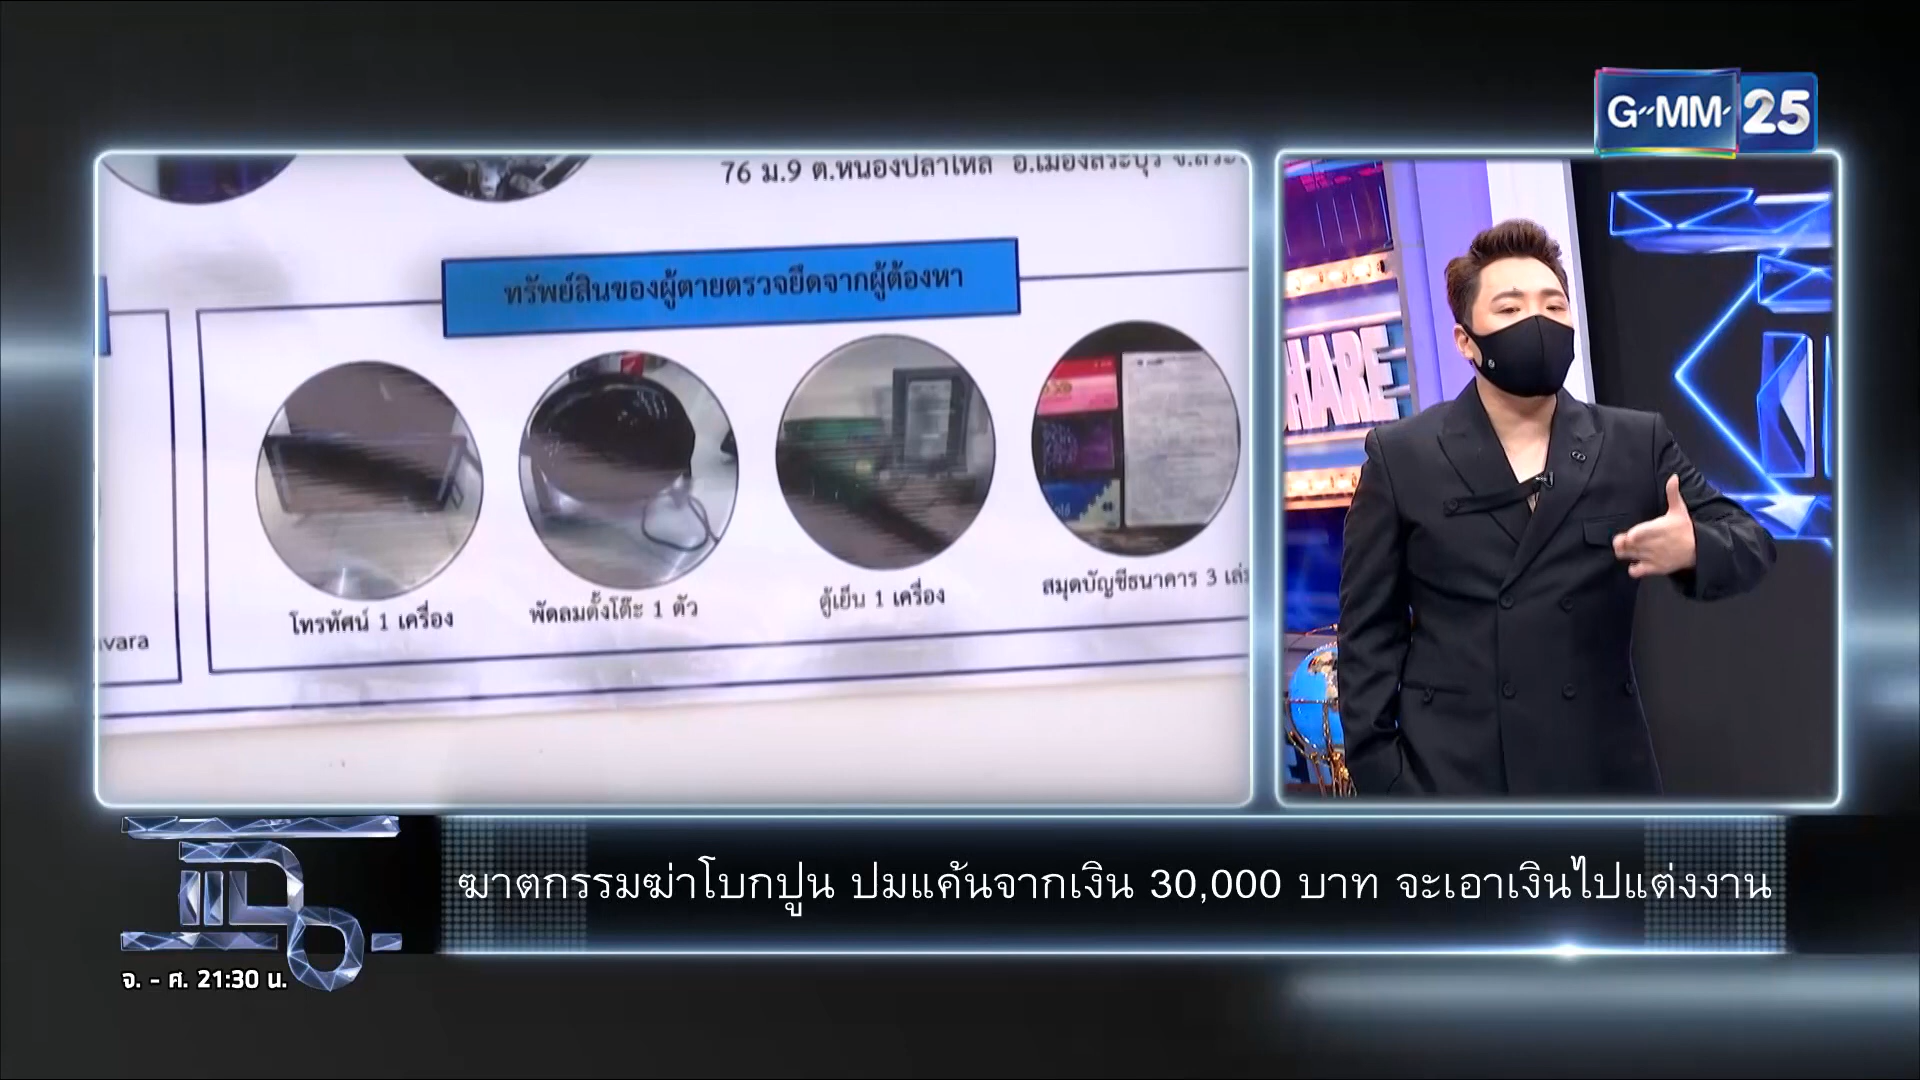 GMM 25
76 ม.9 ต.หนองปลาไหล อ.เมืองสระบุรี
ทรัพย์สินของผู้ตายตรวจยึดจากผู้ต้องหา
โทรทัศน์ 1 เครื่อง
พัดลมตั้งโต๊ะ 1 ตัว
ตู้เย็น 1 เครื่อง
สมุดบัญชีธนาคาร 3
vara
HARE
แฉ
ฆาตกรรมฆ่าโบกปูน ปมแค้นจากเงิน 30,000 บาท จะเอาเงินไปแต่งงาน
จ. - ศ. 21:30 น.